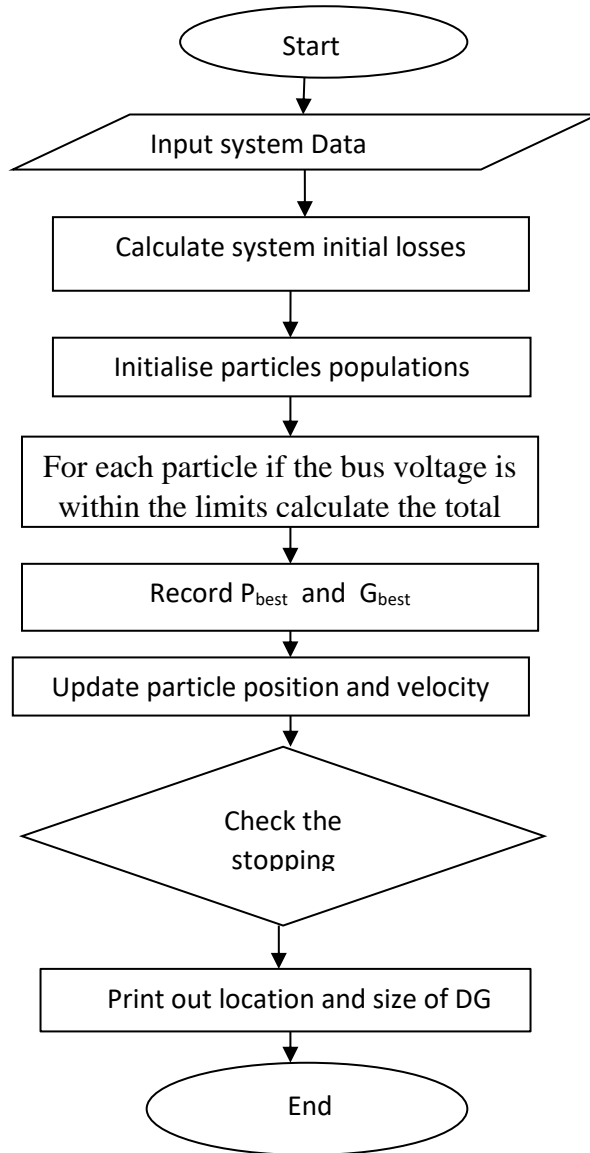 Start
Input system Data
Calculate system initial losses
Initialise particles populations
For each particle if the bus voltage is
within the limits calculate the total
Record Pbest and Gbest
Update particle position and velocity
Check the
stopping
Print out location and size of DG
End